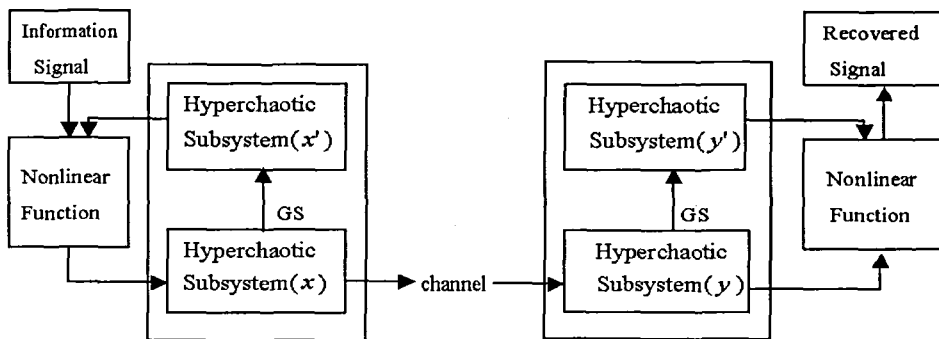 Information
Signal
Hyperchaotic
Subsystem(x')
Nonlinear
Function
GS
Hyperchaotic
Subsystem(x)
channel
Hyperchaotic
Subsystem(y')
GS
Hyperchaotic
Subsystem(y)
Recovered
Signal
Nonlinear
Function